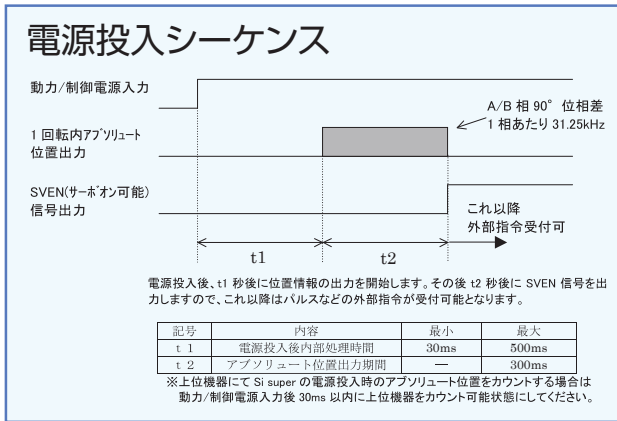 電源投入シーケンス
動力/制御電源入力
A/B 相 90° 位相差
1 相あたり 31.25kHz
1 回転内アブソリュート
位置出力
SVEN(サーボオン可能)
信号出力
これ以降
外部指令受付可
t1 t2
電源投入後、t1 秒後に位置情報の出力を開始します。その後 t2 秒後に SVEN 信号を出
力しますので、これ以降はパルスなどの外部指令が受付可能となります。
記号 内容 最小 最大
t 1 電源投入後内部処理時間 30ms 500ms
t 2 アブソリュート位置出力期間 — 300ms
※上位機器にて Si super の電源投入時のアブソリュート位置をカウントする場合は
動力/制御電源入力後 30ms 以内に上位機器をカウント可能状態にしてください。